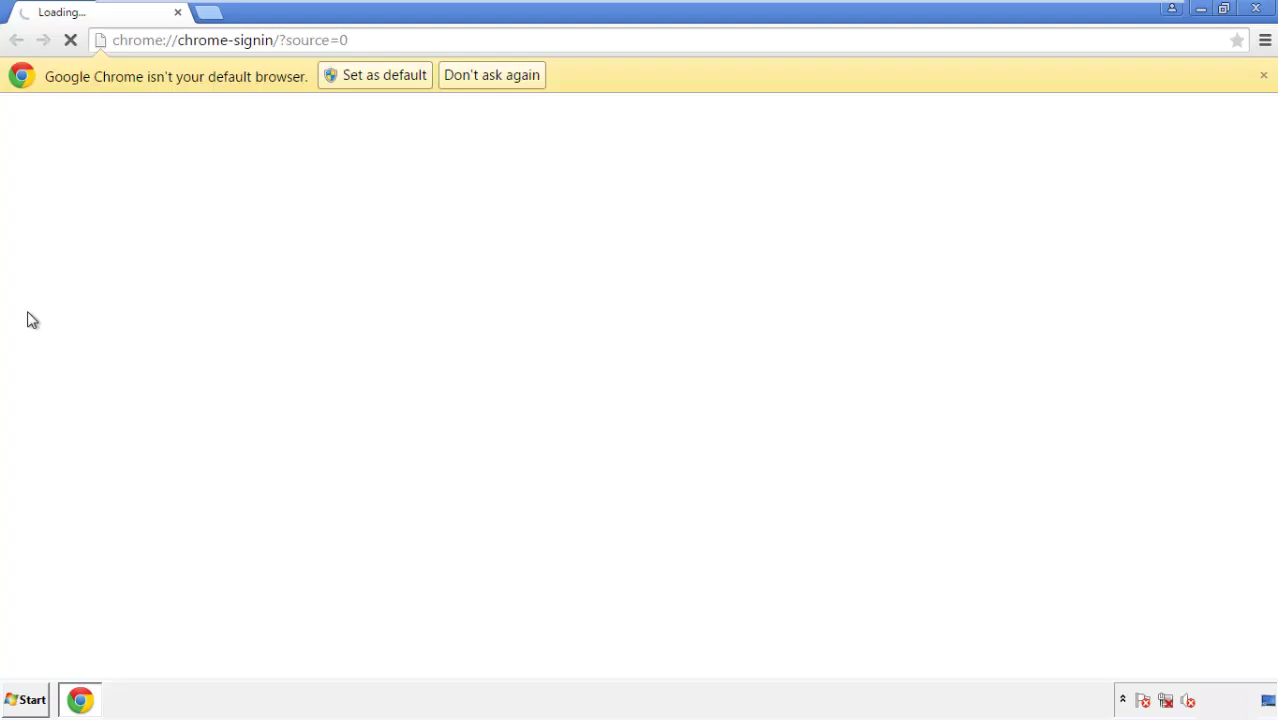 Loading...
chrome://chrome-signin/?source=0
Google Chrome isn't your default browser. Set as default Don't ask again
Start